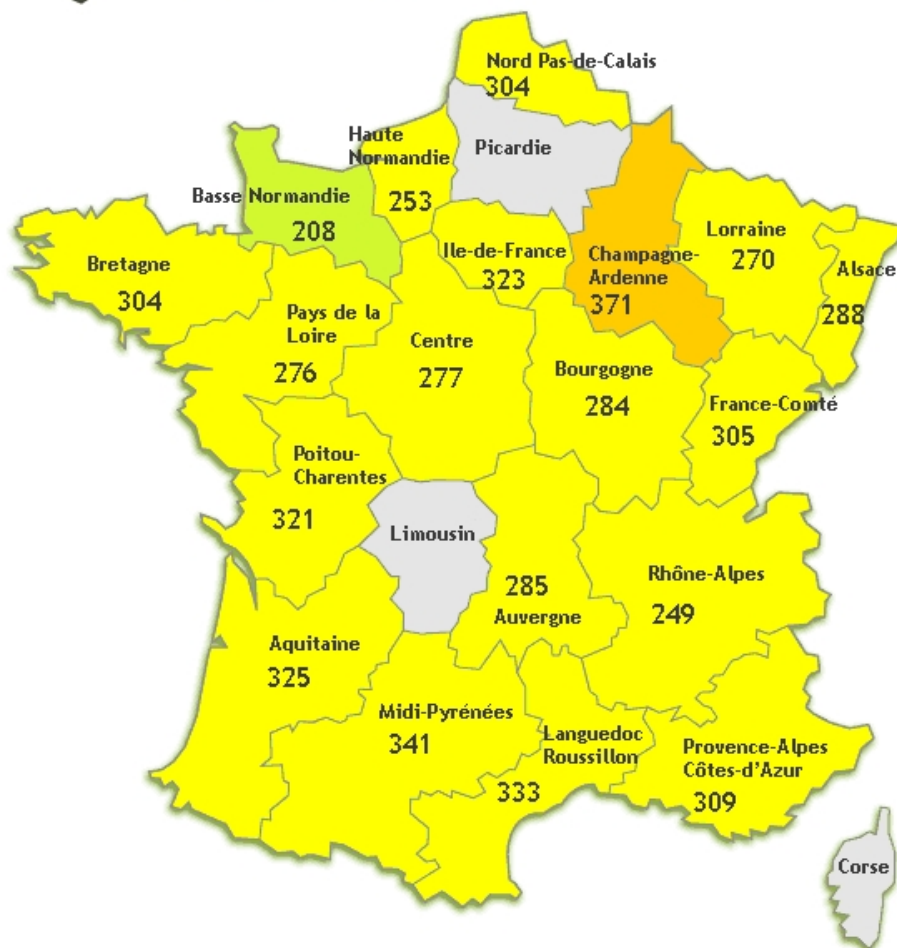 Nord Pas-de-Calais
304
Picardie
Haute
Normandie
253
Basse Normandie
208
Ile-de-France
323
Champagne-
Ardenne
371
Lorraine
270
Alsace
288
Bretagne
304
Pays de la
Loire
276
Centre
277
Bourgogne
284
France-Comté
305
Poitou-
Charentes
321
Limousin
285
Auvergne
Rhône-Alpes
249
Aquitaine
325
Midi-Pyrénées
341
Languedoc
Roussillon
333
Provence-Alpes
Côtes-d'Azur
309
Corse